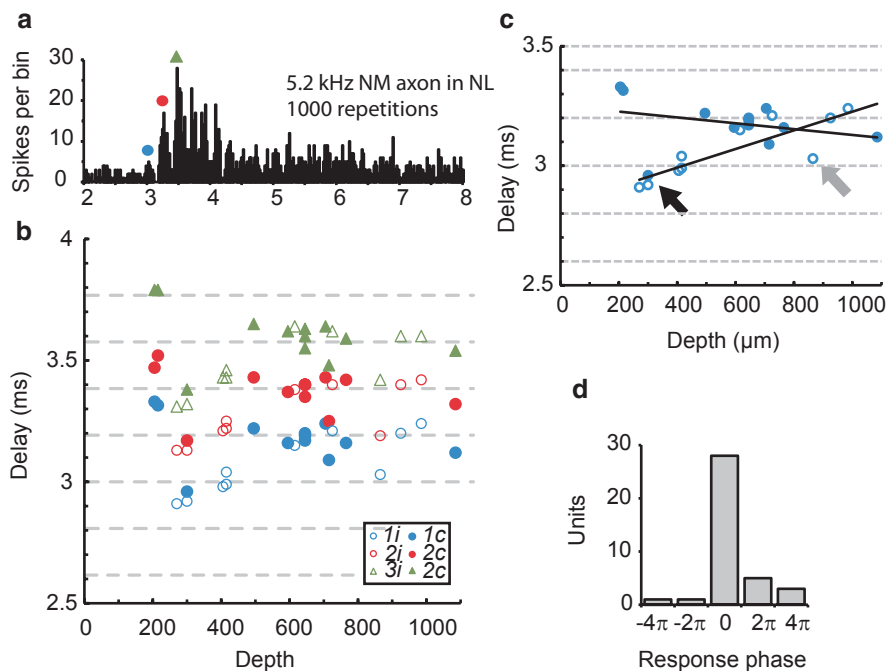 a
Spikes per bin
30
20
10
0
5.2 kHz NM axon in NL
1000 repetitions
2 3 4 5 6 7 8
b
Delay (ms)
4
3.5
3
2.5
1i 1c
2i 2c
3i 2c
0 200 400 600 800 1000
Depth
c
Delay (ms)
3.5
3
2.5
0 200 400 600 800 1000
Depth (μm)
d
Units
30
20
10
0
-4π -2π 0 2π 4π
Response phase